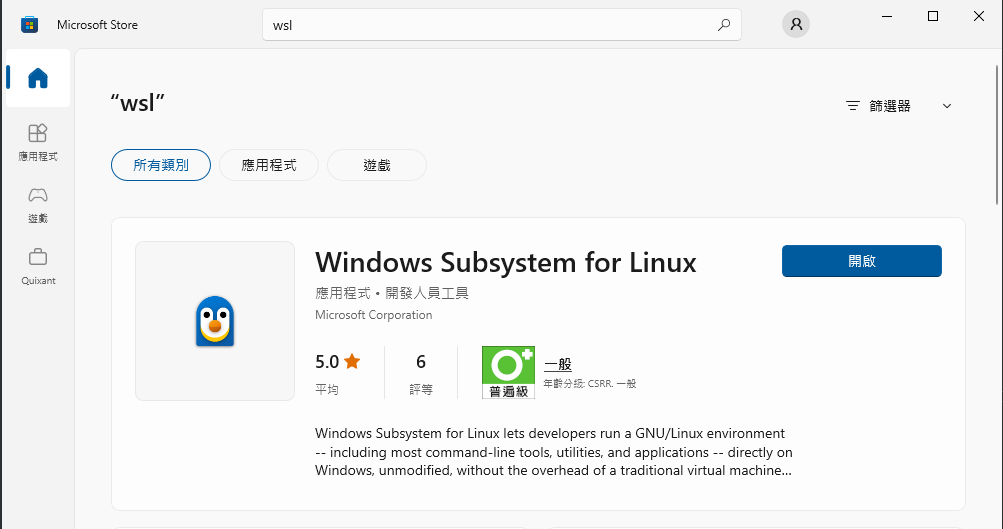 Microsoft Store
wsl
應用程式
遊戲
Quixant
“wsl”
篩選器
所有類別
應用程式
遊戲
Windows Subsystem for Linux
開啟
應用程式 • 開發人員工具
Microsoft Corporation
5.0
平均
6
評等
普遍級
一般
年齡分級: CSRR. 一般
Windows Subsystem for Linux lets developers run a GNU/Linux environment
-- including most command-line tools, utilities, and applications -- directly on
Windows, unmodified, without the overhead of a traditional virtual machine...